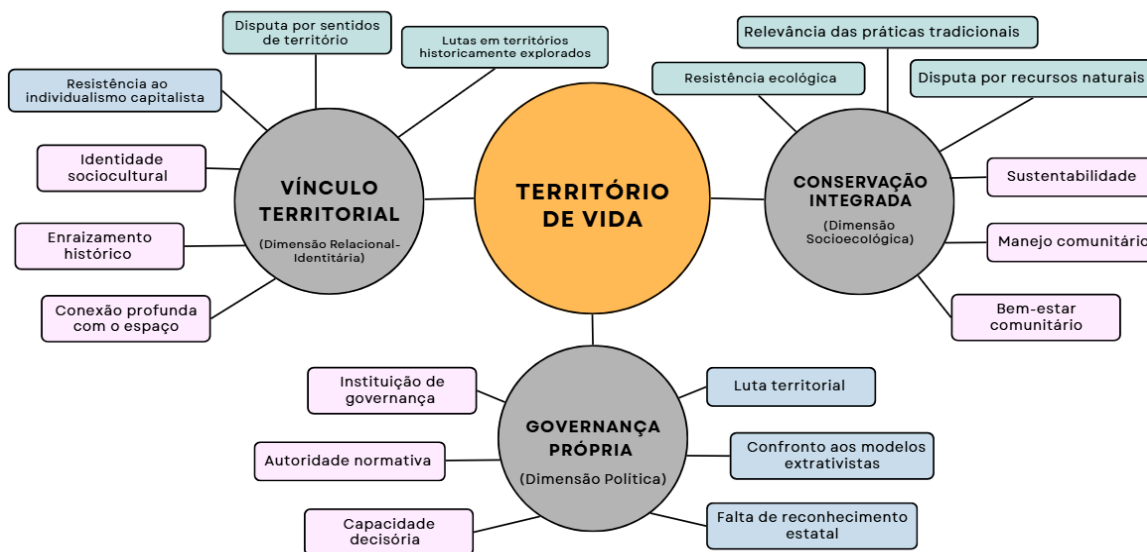 Disputa por sentidos
de território
Lutas em territórios
historicamente explorados
Resistência ao
individualismo capitalista
Identidade
sociocultural
Enraizamento
histórico
Conexão profunda
com o espaço
VÍNCULO
TERRITORIAL
(Dimensão Relacional-
Identitária)
TERRITÓRIO
DE VIDA
Relevância das práticas tradicionais
Resistência ecológica
Disputa por recursos naturais
CONSERVAÇÃO
INTEGRADA
(Dimensão
Socioecológica)
Sustentabilidade
Manejo comunitário
Bem-estar
comunitário
Instituição de
governança
Autoridade normativa
Capacidade
decisória
GOVERNANÇA
PRÓPRIA
(Dimensão Política)
Luta territorial
Confronto aos modelos
extrativistas
Falta de reconhecimento
estatal